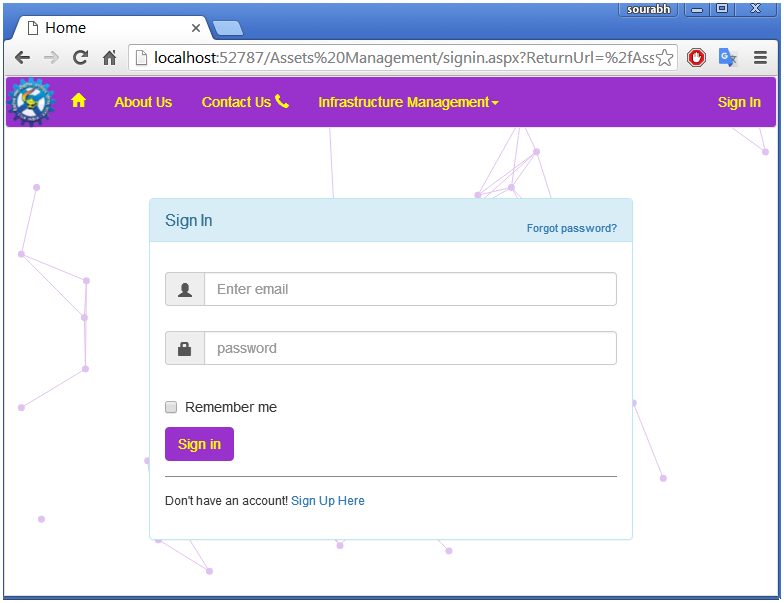 sourabh
Home
localhost:52787/Assets%20Management/signin.aspx?ReturnUrl=%2fAss
About Us Contact Us Infrastructure Management Sign In
Sign In
Forgot password?
Enter email
password
Remember me
Sign in
Don't have an account! Sign Up Here